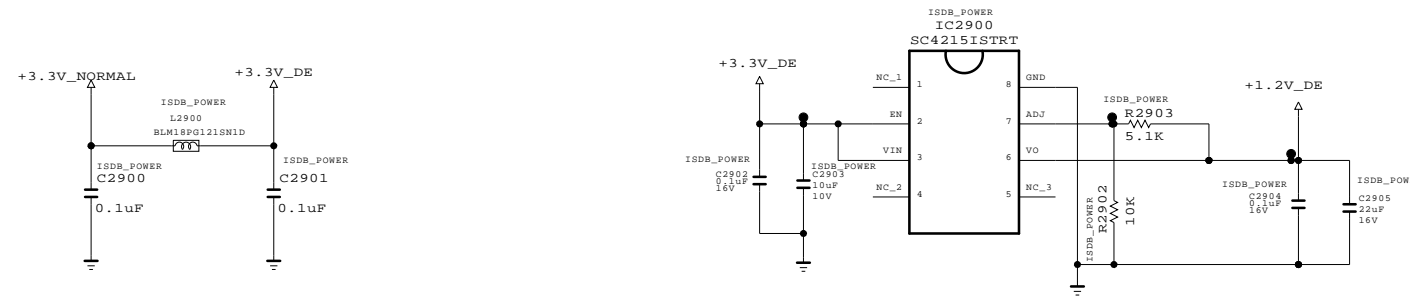 +3.3V_NORMAL
+3.3V_DE
ISDB_POWER
L2900
BLM18PG121SN1D
ISDB_POWER
C2900
0.1uF
ISDB_POWER
C2901
0.1uF
ISDB_POWER
IC2900
SC4215ISTRT
+3.3V_DE
NC_1
1
EN
2
VIN
3
NC_2
4
8
GND
7
ADJ
6
VO
5
NC_3
ISDB_POWER
C2902
0.1uF
16V
ISDB_POWER
C2903
10uF
10V
ISDB_POWER
R2903
5.1K
ISDB_POWER
R2902
10K
+1.2V_DE
ISDB_POWER
C2904
0.1uF
16V
ISDB_POW
C2905
22uF
16V